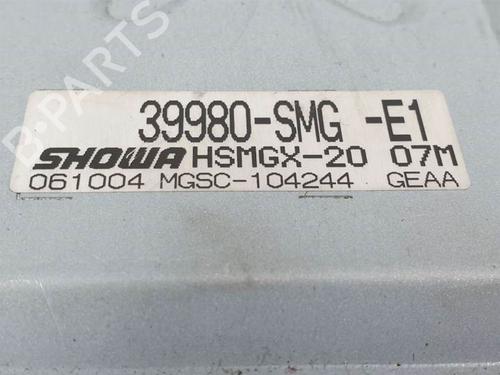 B-PARTS
39980-SMG -E1
SHOWA HSMGX-20 07M
061004 MGSC-104244 GEAA